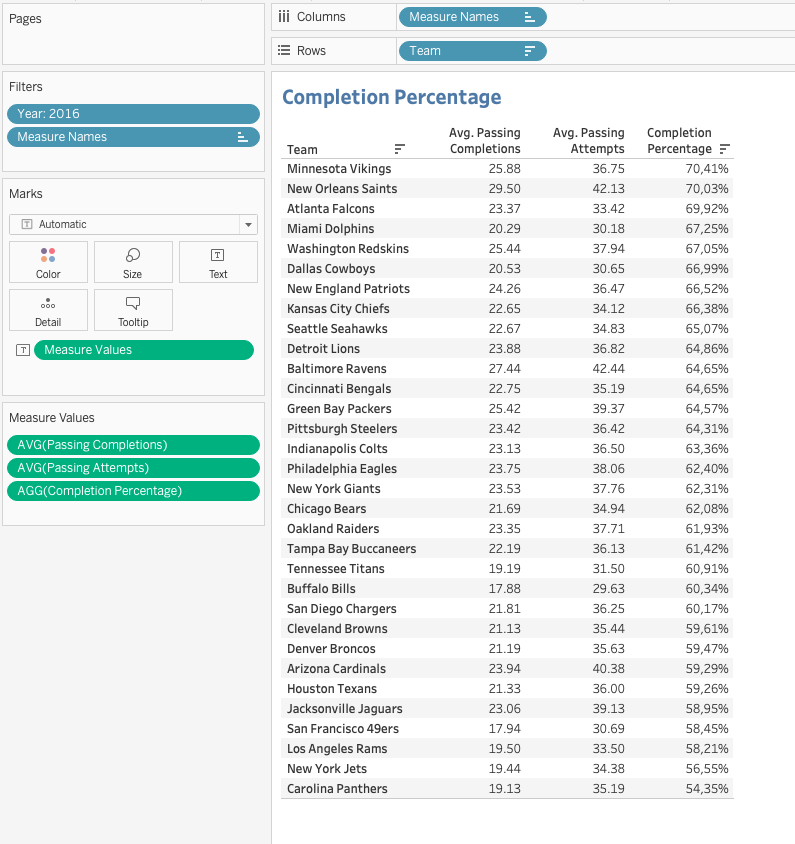 Pages
Columns Measure Names
Rows Team
Filters
Year: 2016
Measure Names
Marks
T Automatic
Color Size Text
Detail Tooltip
T Measure Values
Measure Values
AVG(Passing Completions)
AVG(Passing Attempts)
AGG(Completion Percentage)
Completion Percentage
Team Avg. Passing Completions Avg. Passing Attempts Completion Percentage
Minnesota Vikings 25.88 36.75 70,41%
New Orleans Saints 29.50 42.13 70,03%
Atlanta Falcons 23.37 33.42 69,92%
Miami Dolphins 20.29 30.18 67,25%
Washington Redskins 25.44 37.94 67,05%
Dallas Cowboys 20.53 30.65 66,99%
New England Patriots 24.26 36.47 66,52%
Kansas City Chiefs 22.65 34.12 66,38%
Seattle Seahawks 22.67 34.83 65,07%
Detroit Lions 23.88 36.82 64,86%
Baltimore Ravens 27.44 42.44 64,65%
Cincinnati Bengals 22.75 35.19 64,65%
Green Bay Packers 25.42 39.37 64,57%
Pittsburgh Steelers 23.42 36.42 64,31%
Indianapolis Colts 23.13 36.50 63,36%
Philadelphia Eagles 23.75 38.06 62,40%
New York Giants 23.53 37.76 62,31%
Chicago Bears 21.69 34.94 62,08%
Oakland Raiders 23.35 37.71 61,93%
Tampa Bay Buccaneers 22.19 36.13 61,42%
Tennessee Titans 19.19 31.50 60,91%
Buffalo Bills 17.88 29.63 60,34%
San Diego Chargers 21.81 36.25 60,17%
Cleveland Browns 21.13 35.44 59,61%
Denver Broncos 21.19 35.63 59,47%
Arizona Cardinals 23.94 40.38 59,29%
Houston Texans 21.33 36.00 59,26%
Jacksonville Jaguars 23.06 39.13 58,95%
San Francisco 49ers 17.94 30.69 58,45%
Los Angeles Rams 19.50 33.50 58,21%
New York Jets 19.44 34.38 56,55%
Carolina Panthers 19.13 35.19 54,35%